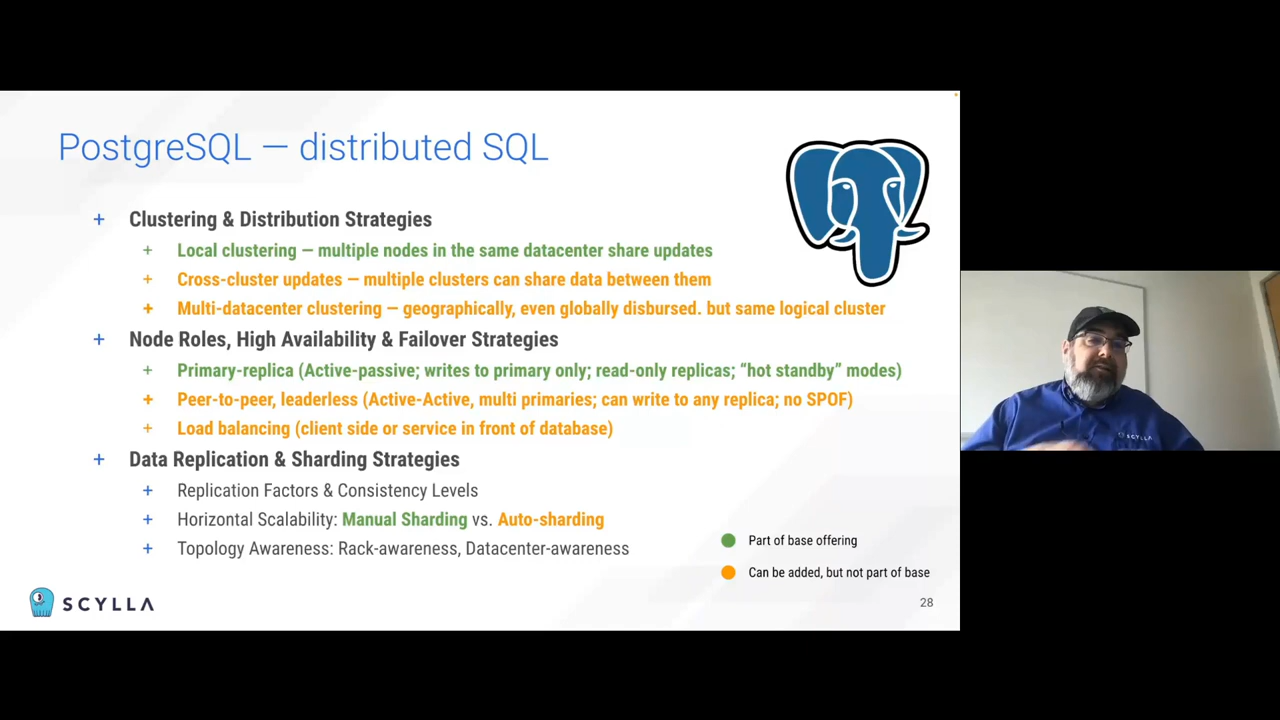 PostgreSQL — distributed SQL
+ Clustering & Distribution Strategies
+ Local clustering — multiple nodes in the same datacenter share updates
+ Cross-cluster updates — multiple clusters can share data between them
+ Multi-datacenter clustering — geographically, even globally disbursed. but same logical cluster
+ Node Roles, High Availability & Failover Strategies
+ Primary-replica (Active-passive; writes to primary only; read-only replicas; “hot standby” modes)
+ Peer-to-peer, leaderless (Active-Active, multi primaries; can write to any replica; no SPOF)
+ Load balancing (client side or service in front of database)
+ Data Replication & Sharding Strategies
+ Replication Factors & Consistency Levels
+ Horizontal Scalability: Manual Sharding vs. Auto-sharding
+ Topology Awareness: Rack-awareness, Datacenter-awareness
Part of base offering
Can be added, but not part of base
SCYLLA
28
SCYLLA